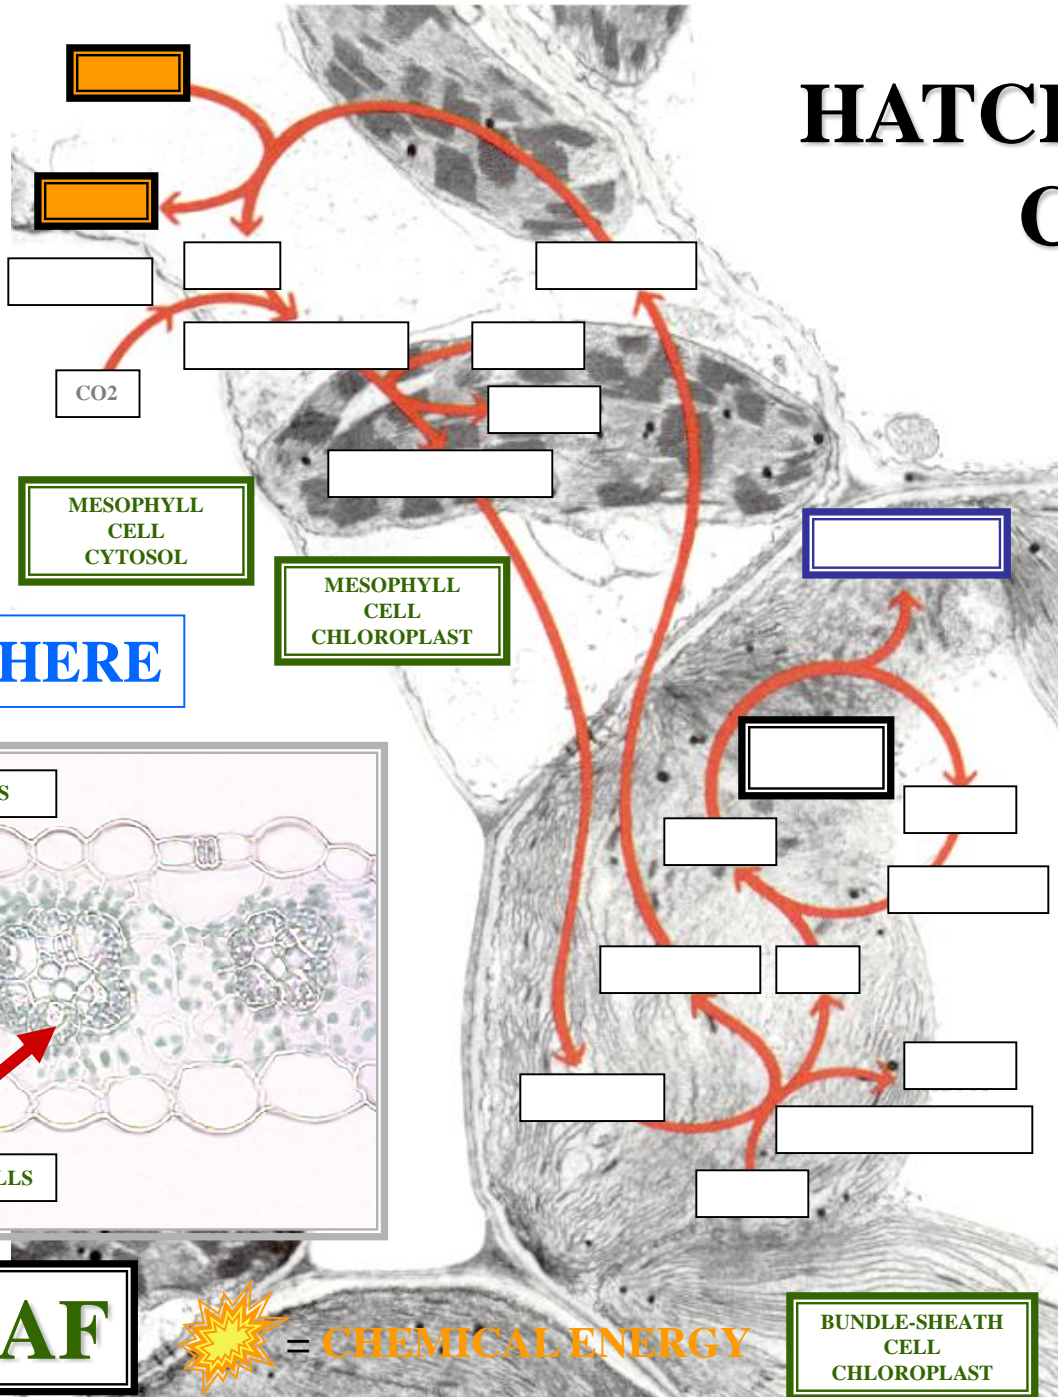 HATC
C
CO2
MESOPHYLL
CELL
CYTOSOL
MESOPHYLL
CELL
CHLOROPLAST
HERE
S
LLS
AF
= CHEMICAL ENERGY
BUNDLE-SHEATH
CELL
CHLOROPLAST